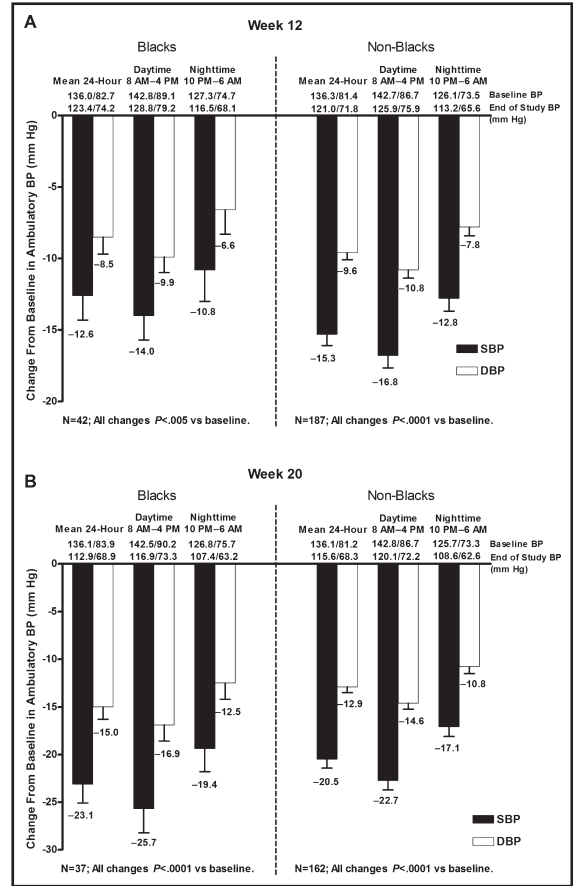 A
Week 12
Blacks
Non-Blacks
Daytime
Nighttime
Mean 24-Hour 8 AM–4 PM 10 PM–6 AM
136.0/82.7 142.8/89.1 127.3/74.7
123.4/74.2 128.8/79.2 116.5/68.1
Daytime
Nighttime
Mean 24-Hour 8 AM–4 PM 10 PM–6 AM
136.3/81.4 142.7/86.7 126.1/73.5 Baseline BP
121.0/71.8 125.9/75.9 113.2/65.6 End of Study BP
(mm Hg)
Change From Baseline in Ambulatory BP (mm Hg)
0
-5
-10
-15
-20
–12.6
–8.5
–14.0
–9.9
–10.8
–6.6
–15.3
–9.6
–16.8
–10.8
–12.8
–7.8
SBP
DBP
N=42; All changes P<.005 vs baseline.
N=187; All changes P<.0001 vs baseline.
B
Week 20
Blacks
Non-Blacks
Daytime
Nighttime
Mean 24-Hour 8 AM–4 PM 10 PM–6 AM
136.1/83.9 142.5/90.2 126.8/75.7
112.9/68.9 116.9/73.3 107.4/63.2
Daytime
Nighttime
Mean 24-Hour 8 AM–4 PM 10 PM–6 AM
136.1/81.2 142.8/86.7 125.7/73.3 Baseline BP
115.6/68.3 120.1/72.2 108.6/62.6 End of Study BP
(mm Hg)
Change From Baseline in Ambulatory BP (mm Hg)
0
-5
-10
-15
-20
-25
-30
–23.1
–15.0
–25.7
–16.9
–19.4
–12.5
–20.5
–12.9
–22.7
–14.6
–17.1
–10.8
SBP
DBP
N=37; All changes P<.0001 vs baseline.
N=162; All changes P<.0001 vs baseline.